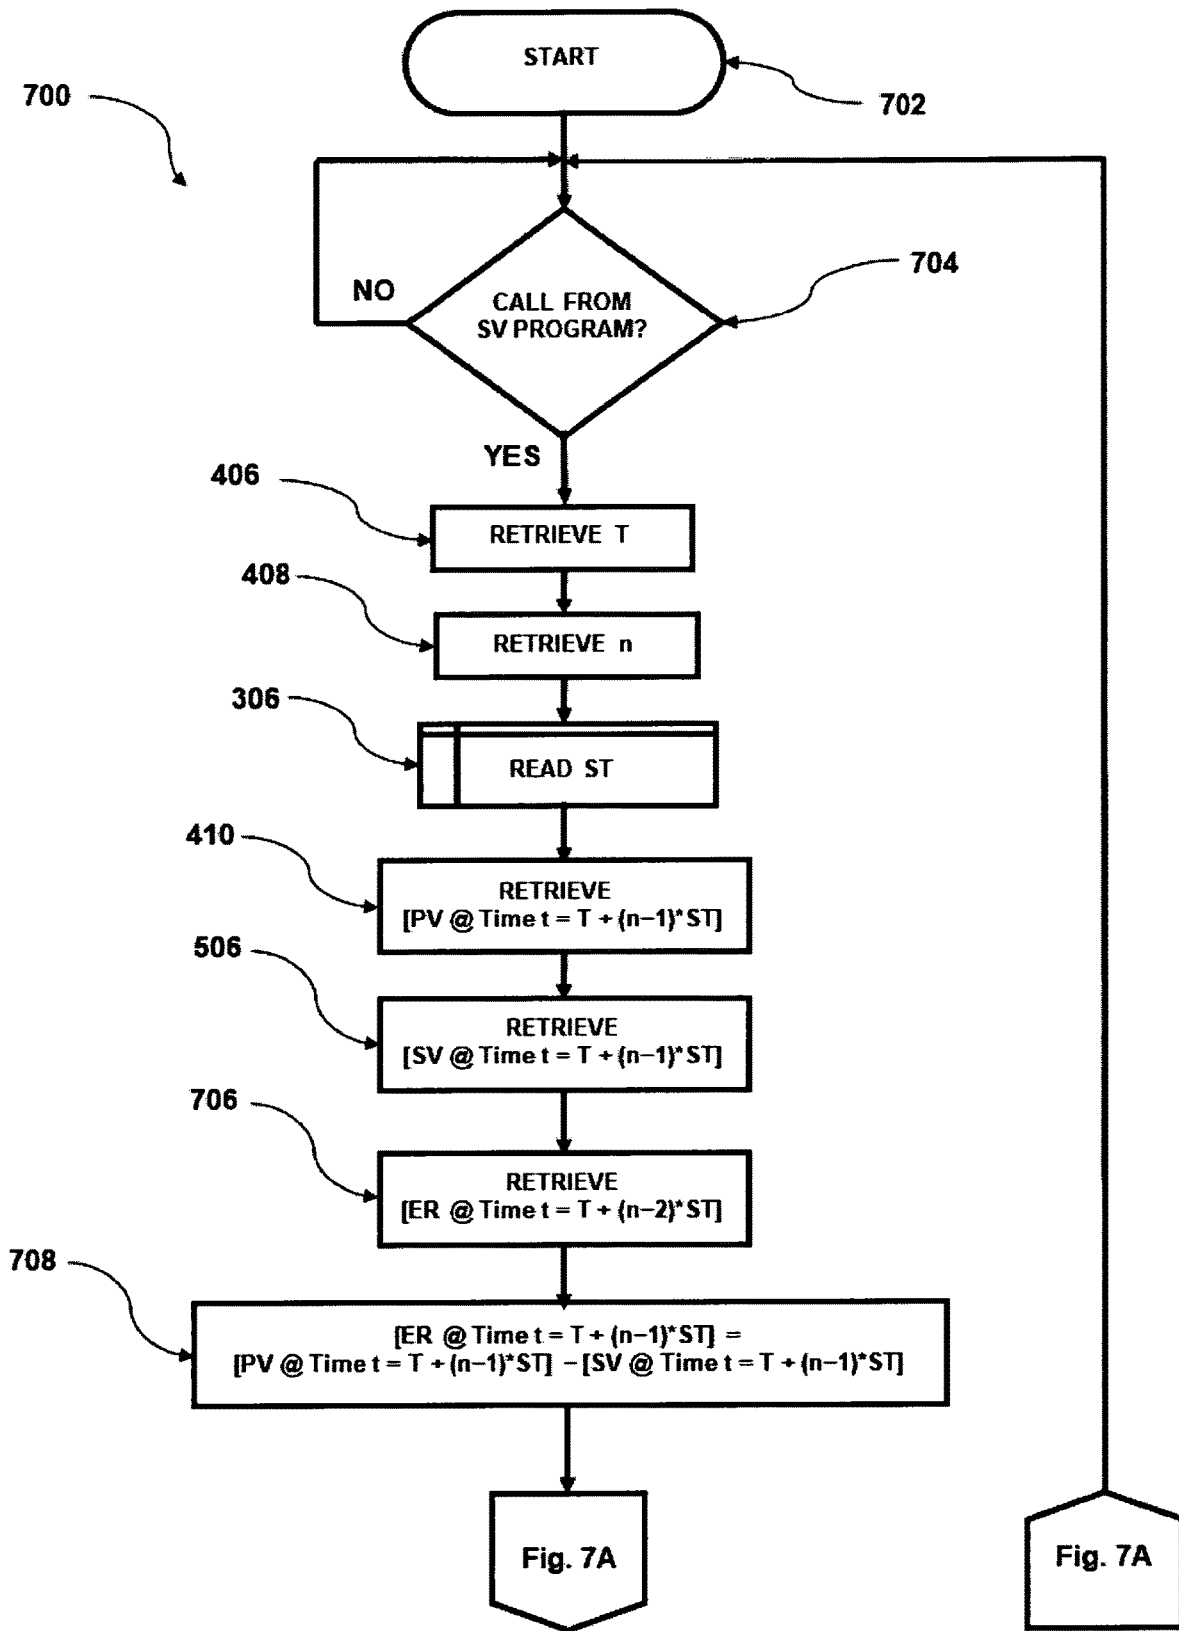 START
700
702
704
NO
CALL FROM
SV PROGRAM?
YES
406
RETRIEVE T
408
RETRIEVE n
306
READ ST
410
RETRIEVE
[PV @ Time t = T + (n−1)*ST]
506
RETRIEVE
[SV @ Time t = T + (n−1)*ST]
706
RETRIEVE
[ER @ Time t = T + (n−2)*ST]
708
[ER @ Time t = T + (n−1)*ST] =
[PV @ Time t = T + (n−1)*ST] − [SV @ Time t = T + (n−1)*ST]
Fig. 7A
Fig. 7A